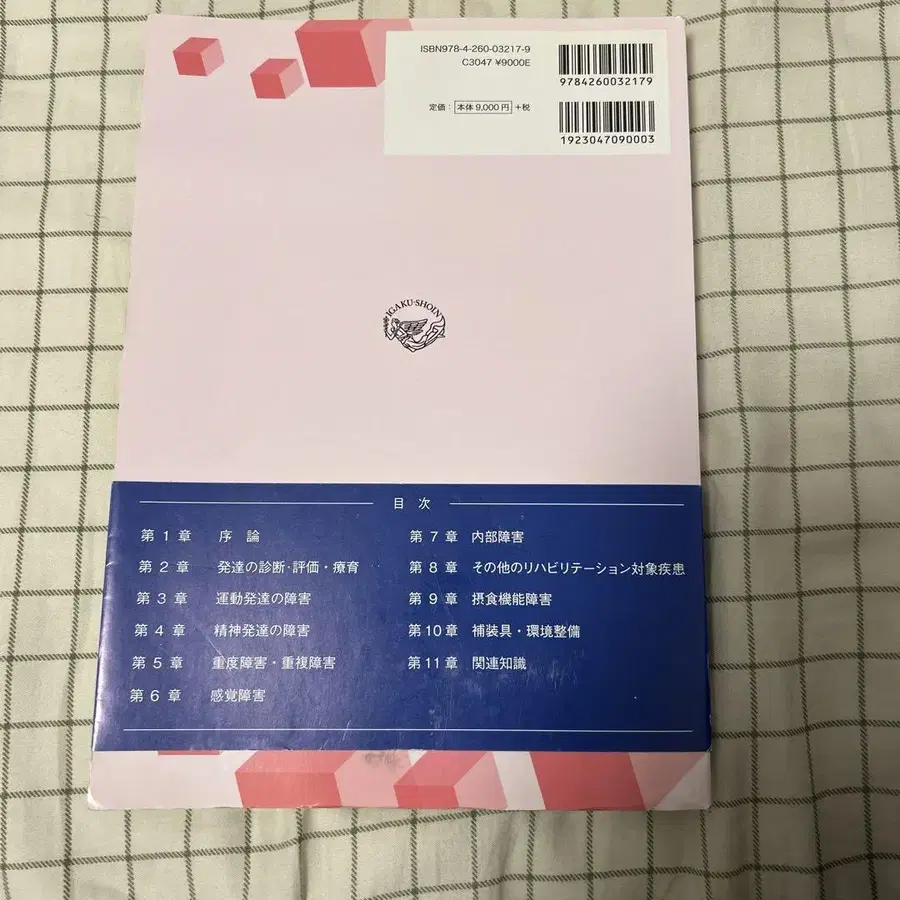 ISBN978-4-260-03217-9
C3047 ¥9000E
定価： 本体 9,000 円 +税
9784260032179
1923047090003
IGAKU-SHOIN
目 次
第 1 章 序 論
第 2 章 発達の診断・評価・療育
第 3 章 運動発達の障害
第 4 章 精神発達の障害
第 5 章 重度障害・重複障害
第 6 章 感覚障害
第 7 章 内部障害
第 8 章 その他のリハビリテーション対象疾患
第 9 章 摂食機能障害
第10章 補装具・環境整備
第11章 関連知識